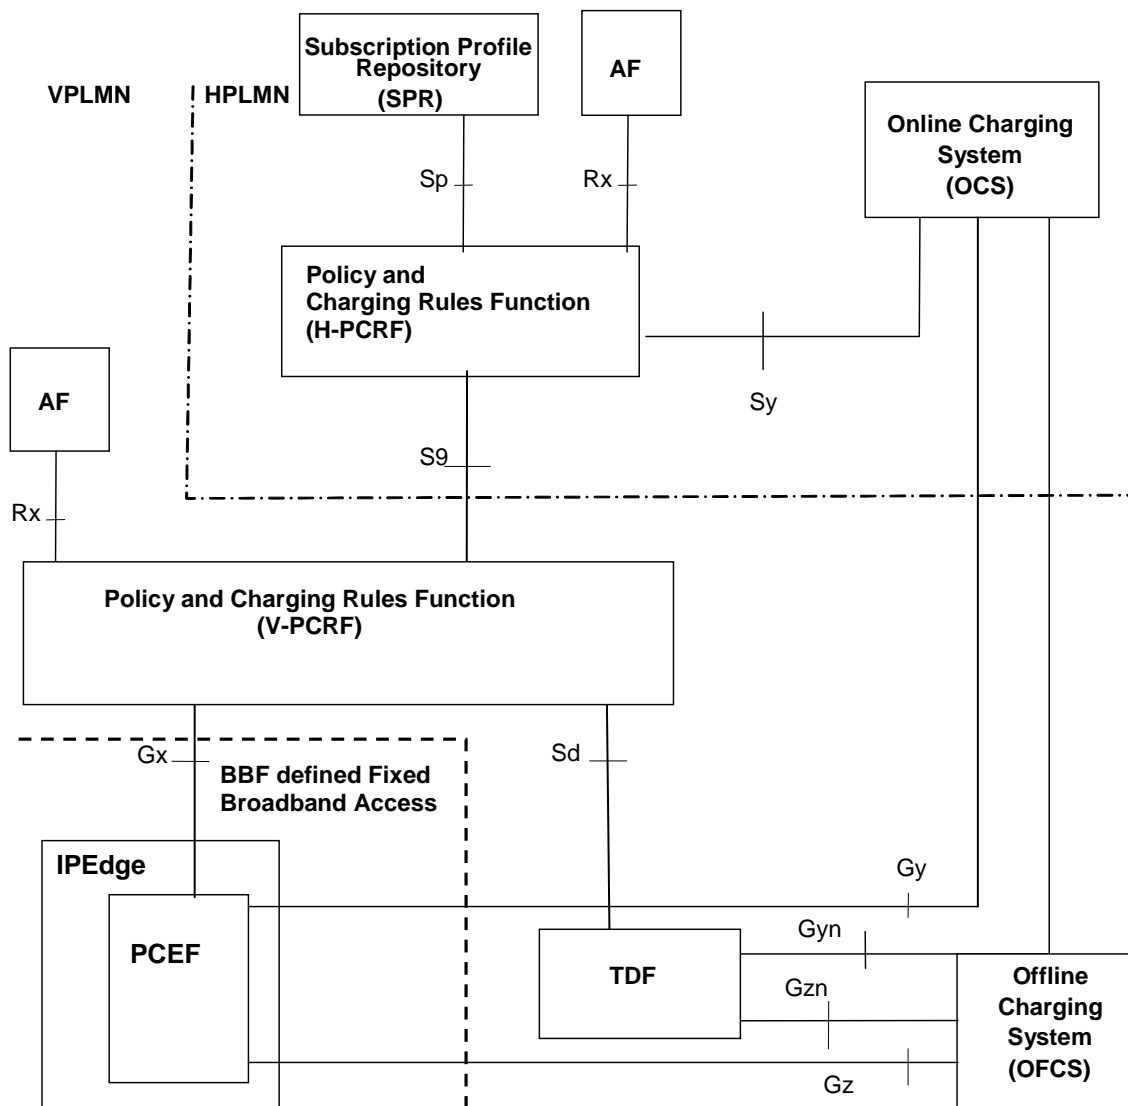 Subscription Profile
Repository
(SPR)
AF
VPLMN
HPLMN
Online Charging
System
(OCS)
Sp
Rx
Policy and
Charging Rules Function
(H-PCRF)
AF
Sy
S9
Rx
Policy and Charging Rules Function
(V-PCRF)
Gx
Sd
BBF defined Fixed
Broadband Access
IPEdge
Gy
Gyn
PCEF
TDF
Gzn
Offline
Charging
System
(OFCS)
Gz